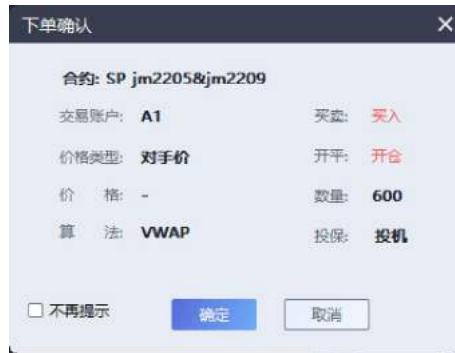 下单确认
合约: SP jm2205&jm2209
交易账户: A1 买卖: 买入
价格类型: 对手价 开平: 开仓
价 格: - 数量: 600
算 法: VWAP 投保: 投机
不再提示 确定 取消